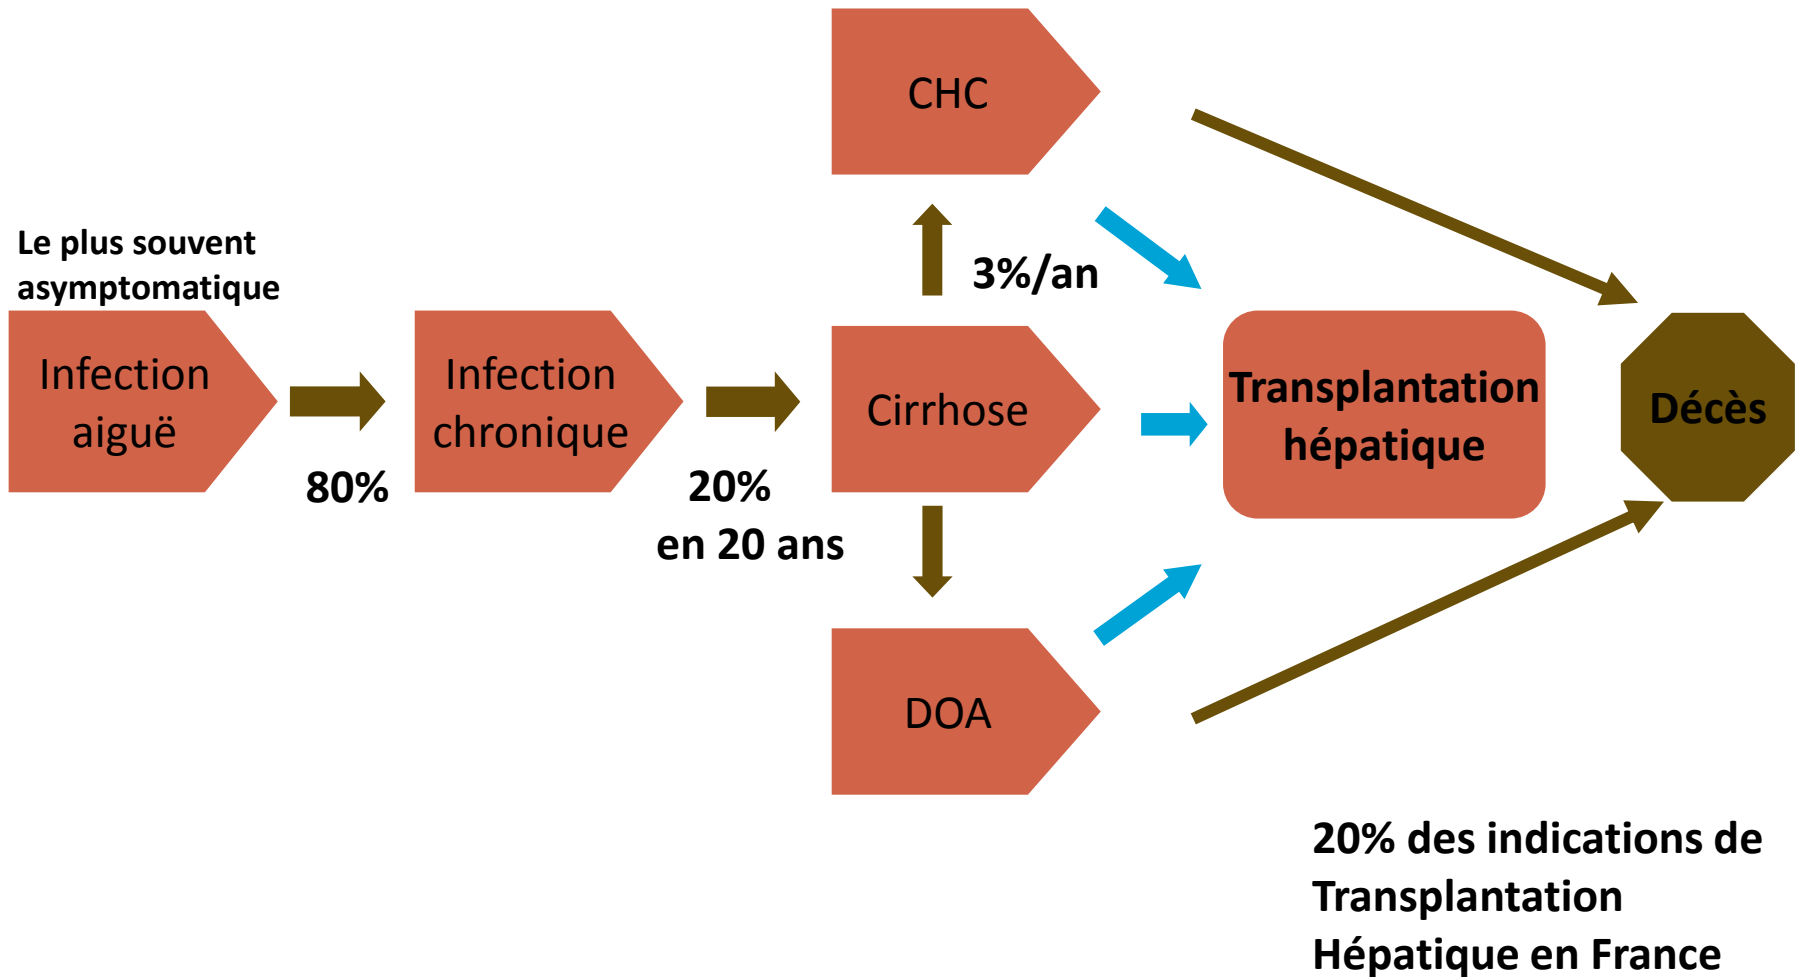 CHC
Le plus souvent
asymptomatique
3%/an
Infection
aiguë
Infection
chronique
Cirrhose
Transplantation
hépatique
Décès
80%
20%
en 20 ans
DOA
20% des indications de
Transplantation
Hépatique en France